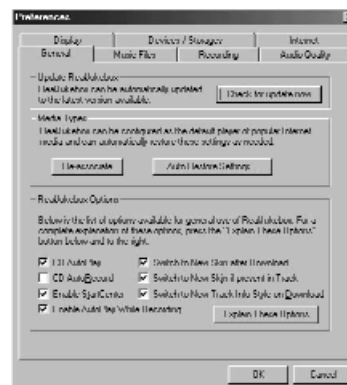 Preferences
Display
Devices / Storages
Internet
General
Music Files
Recording
Audio Quality
Update RealJukebox
RealJukebox can be automatically updated
to the latest version available.
Check for update now
Media Types
RealJukebox can be configured as the default player of popular Internet
media and can automatically restore these settings as needed.
Re-associate
Auto Restore Settings...
RealJukebox Options
Below is the list of options available for general use of RealJukebox. For a
complete explanation of these options, press the "Explain These Options"
button below and to the right.
CD AutoPlay
Switch to New Skin after Download
CD AutoRecord
Switch to New Skin if present in Track
Enable StartCenter
Switch to New Track Info Style on Download
Enable AutoPlay While Recording
Explain These Options
OK
Cancel